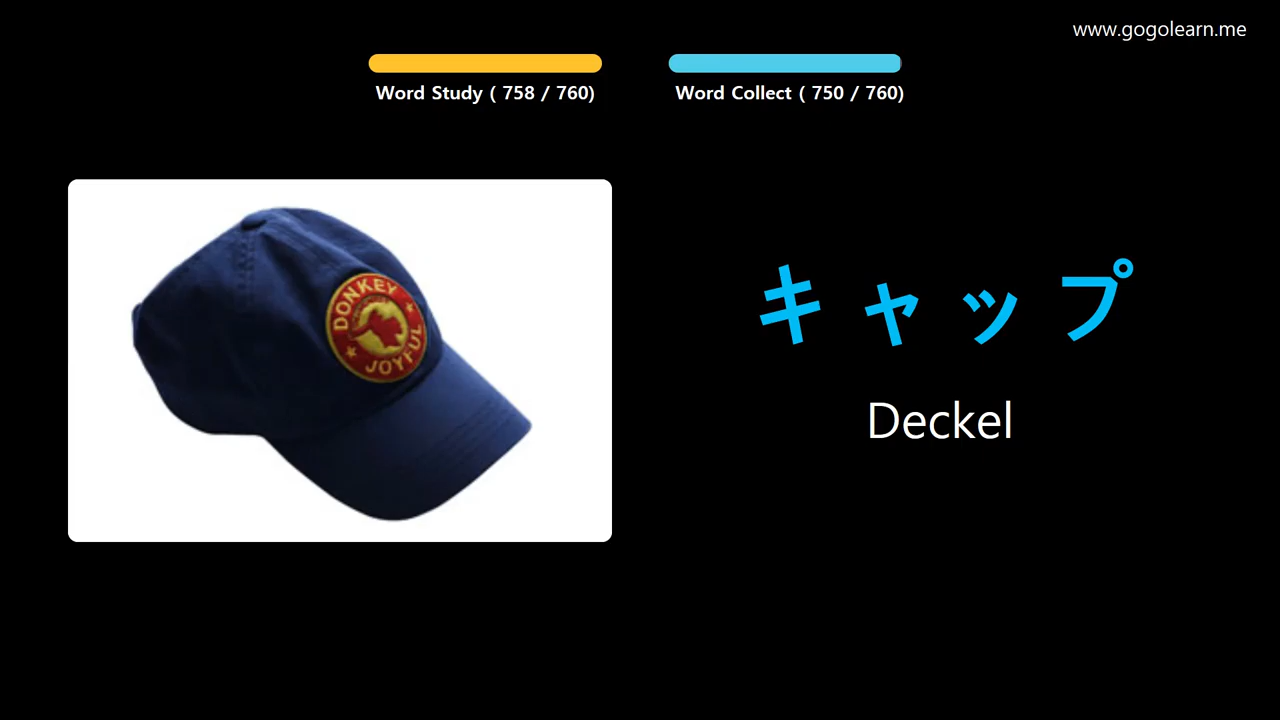 www.gogolearn.me
Word Study ( 758 / 760)
Word Collect ( 750 / 760)
DONKEY
JOYFUL
キャップ
Deckel